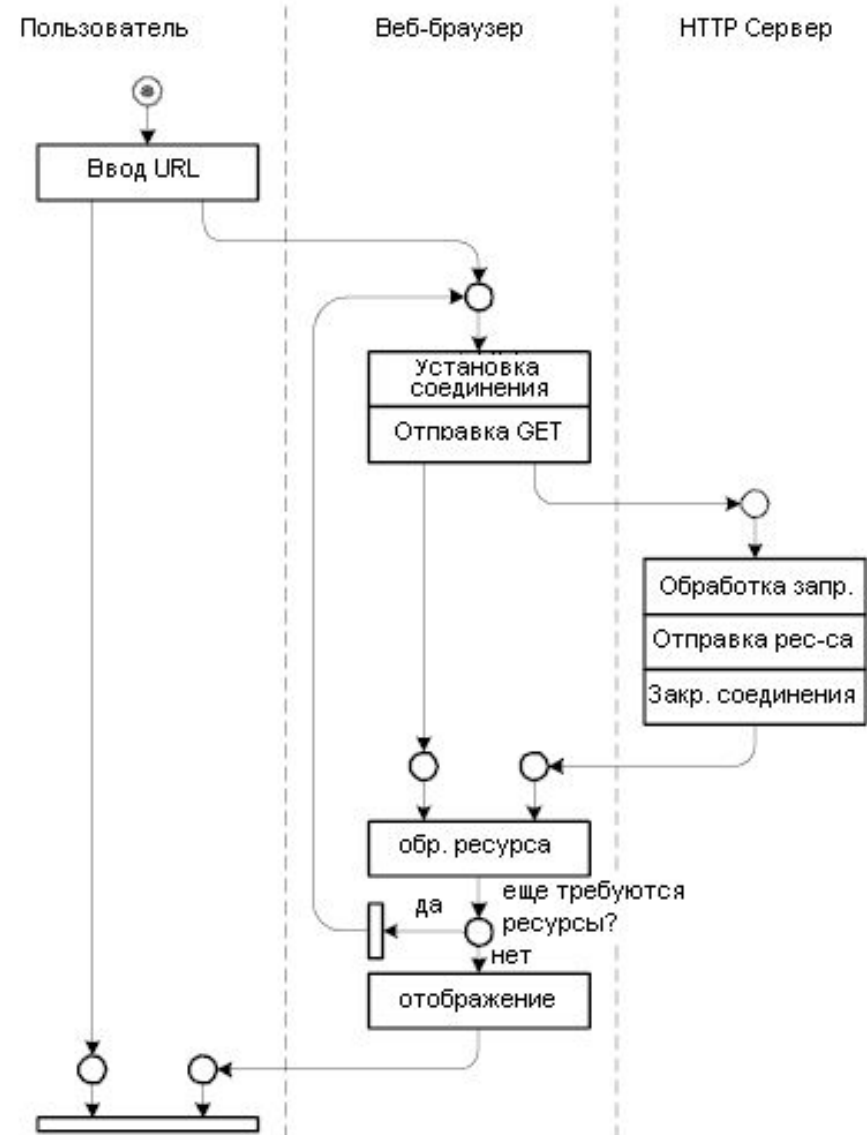 Пользователь
Веб-браузер
HTTP Сервер
Ввод URL
Установка
соединения
Отправка GET
Обработка запр.
Отправка рес-са
Закр. соединения
обр. ресурса
еще требуются
ресурсы?
да
нет
отображение